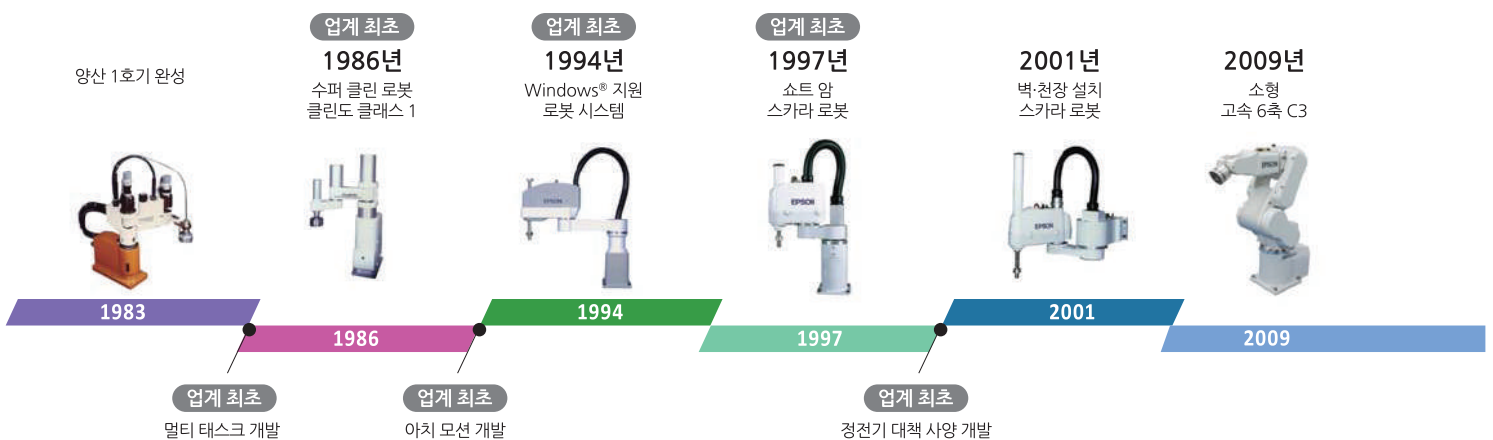 양산 1호기 완성
업계 최초
1986년
수퍼 클린 로봇
클린도 클래스 1
업계 최초
1994년
Windows® 지원
로봇 시스템
업계 최초
1997년
쇼트 암
스카라 로봇
2001년
벽·천장 설치
스카라 로봇
2009년
소형
고속 6축 C3
EPSON
EPSON
EPSON
EPSON
1983
1986
1994
1997
2001
2009
업계 최초
멀티 태스크 개발
업계 최초
아치 모션 개발
업계 최초
정전기 대책 사양 개발